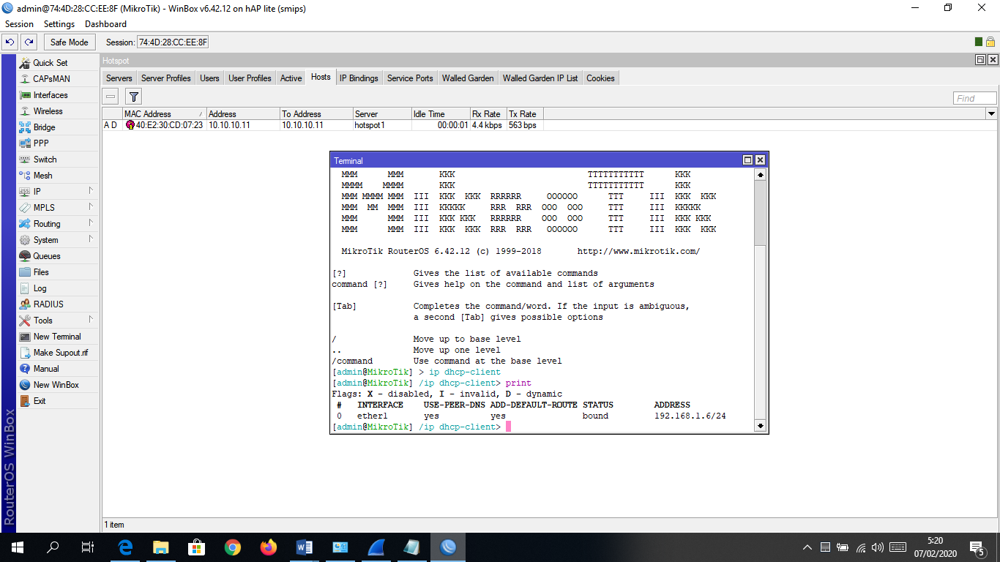 admin@74:4D:28:CC:EE:8F (MikroTik) - WinBox v6.42.12 on hAP lite (smips)
Session Settings Dashboard
Safe Mode Session: 74:4D:28:CC:EE:8F
Quick Set
CAPsMAN
Interfaces
Wireless
Bridge
PPP
Switch
Mesh
IP
MPLS
Routing
System
Queues
Files
Log
RADIUS
Tools
New Terminal
Make Supout.rif
Manual
New WinBox
Exit
RouterOS WinBox
Hotspot
Servers Server Profiles Users User Profiles Active Hosts IP Bindings Service Ports Walled Garden Walled Garden IP List Cookies
Find
MAC Address Address To Address Server Idle Time Rx Rate Tx Rate
A D 40:E2:30:CD:07:23 10.10.10.11 10.10.10.11 hotspot1 00:00:01 4.4 kbps 563 bps
Terminal
MMM MMM KKK TTTTTTTTTTT KKK
MMMM MMMM KKK TTTTTTTTTTT KKK
MMM MMMM MMM III KKK KKK RRRRRR OOOOOO TTT III KKK KKK
MMM MM MMM III KKKKK RRR RRR OOO OOO TTT III KKKKK
MMM MMM III KKK KKK RRRRRR OOO OOO TTT III KKK KKK
MMM MMM III KKK KKK RRR RRR OOOOOO TTT III KKK KKK
MikroTik RouterOS 6.42.12 (c) 1999-2018 http://www.mikrotik.com/
[?] Gives the list of available commands
command [?] Gives help on the command and list of arguments
[Tab] Completes the command/word. If the input is ambiguous,
a second [Tab] gives possible options
/ Move up to base level
.. Move up one level
/command Use command at the base level
[admin@MikroTik] > ip dhcp-client
[admin@MikroTik] /ip dhcp-client> print
Flags: X - disabled, I - invalid, D - dynamic
# INTERFACE USE-PEER-DNS ADD-DEFAULT-ROUTE STATUS ADDRESS
0 ether1 yes yes bound 192.168.1.6/24
[admin@MikroTik] /ip dhcp-client>
1 item
5:20
07/02/2020
5